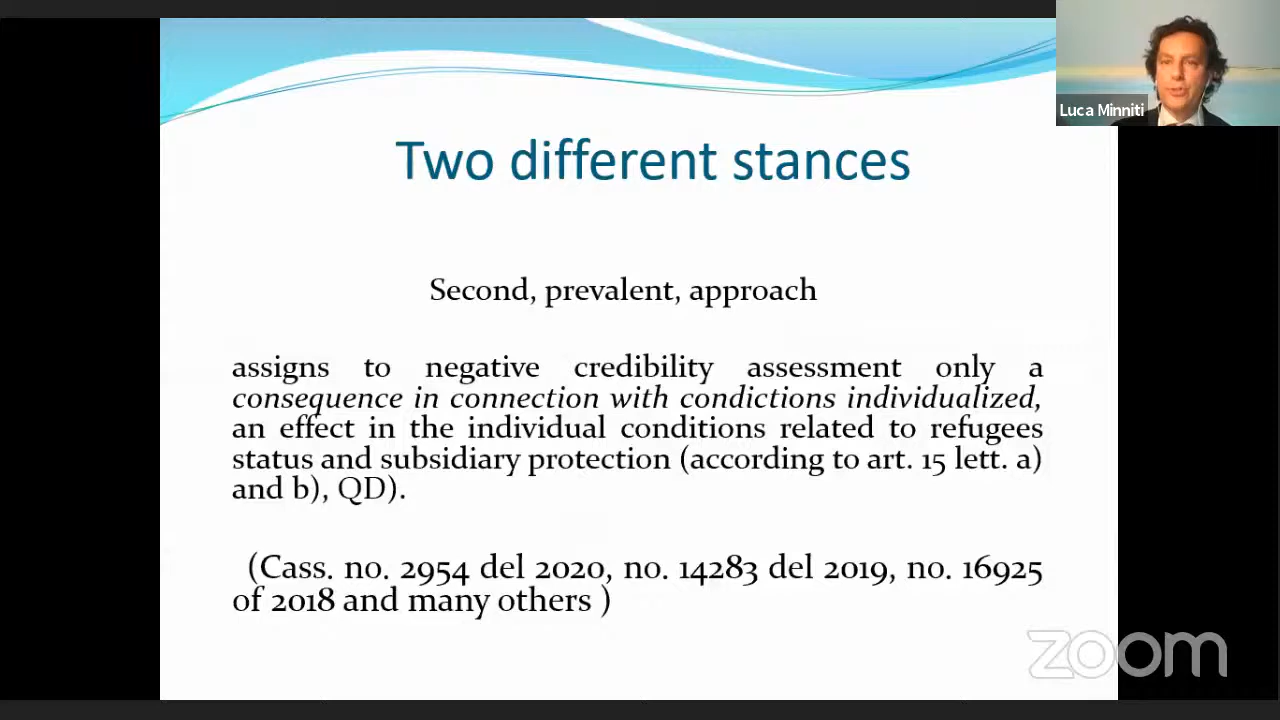 Luca Minniti
Two different stances
Second, prevalent, approach
assigns to negative credibility assessment only a
consequence in connection with condictions individualized,
an effect in the individual conditions related to refugees
status and subsidiary protection (according to art. 15 lett. a)
and b), QD).
(Cass. no. 2954 del 2020, no. 14283 del 2019, no. 16925
of 2018 and many others )
zoom